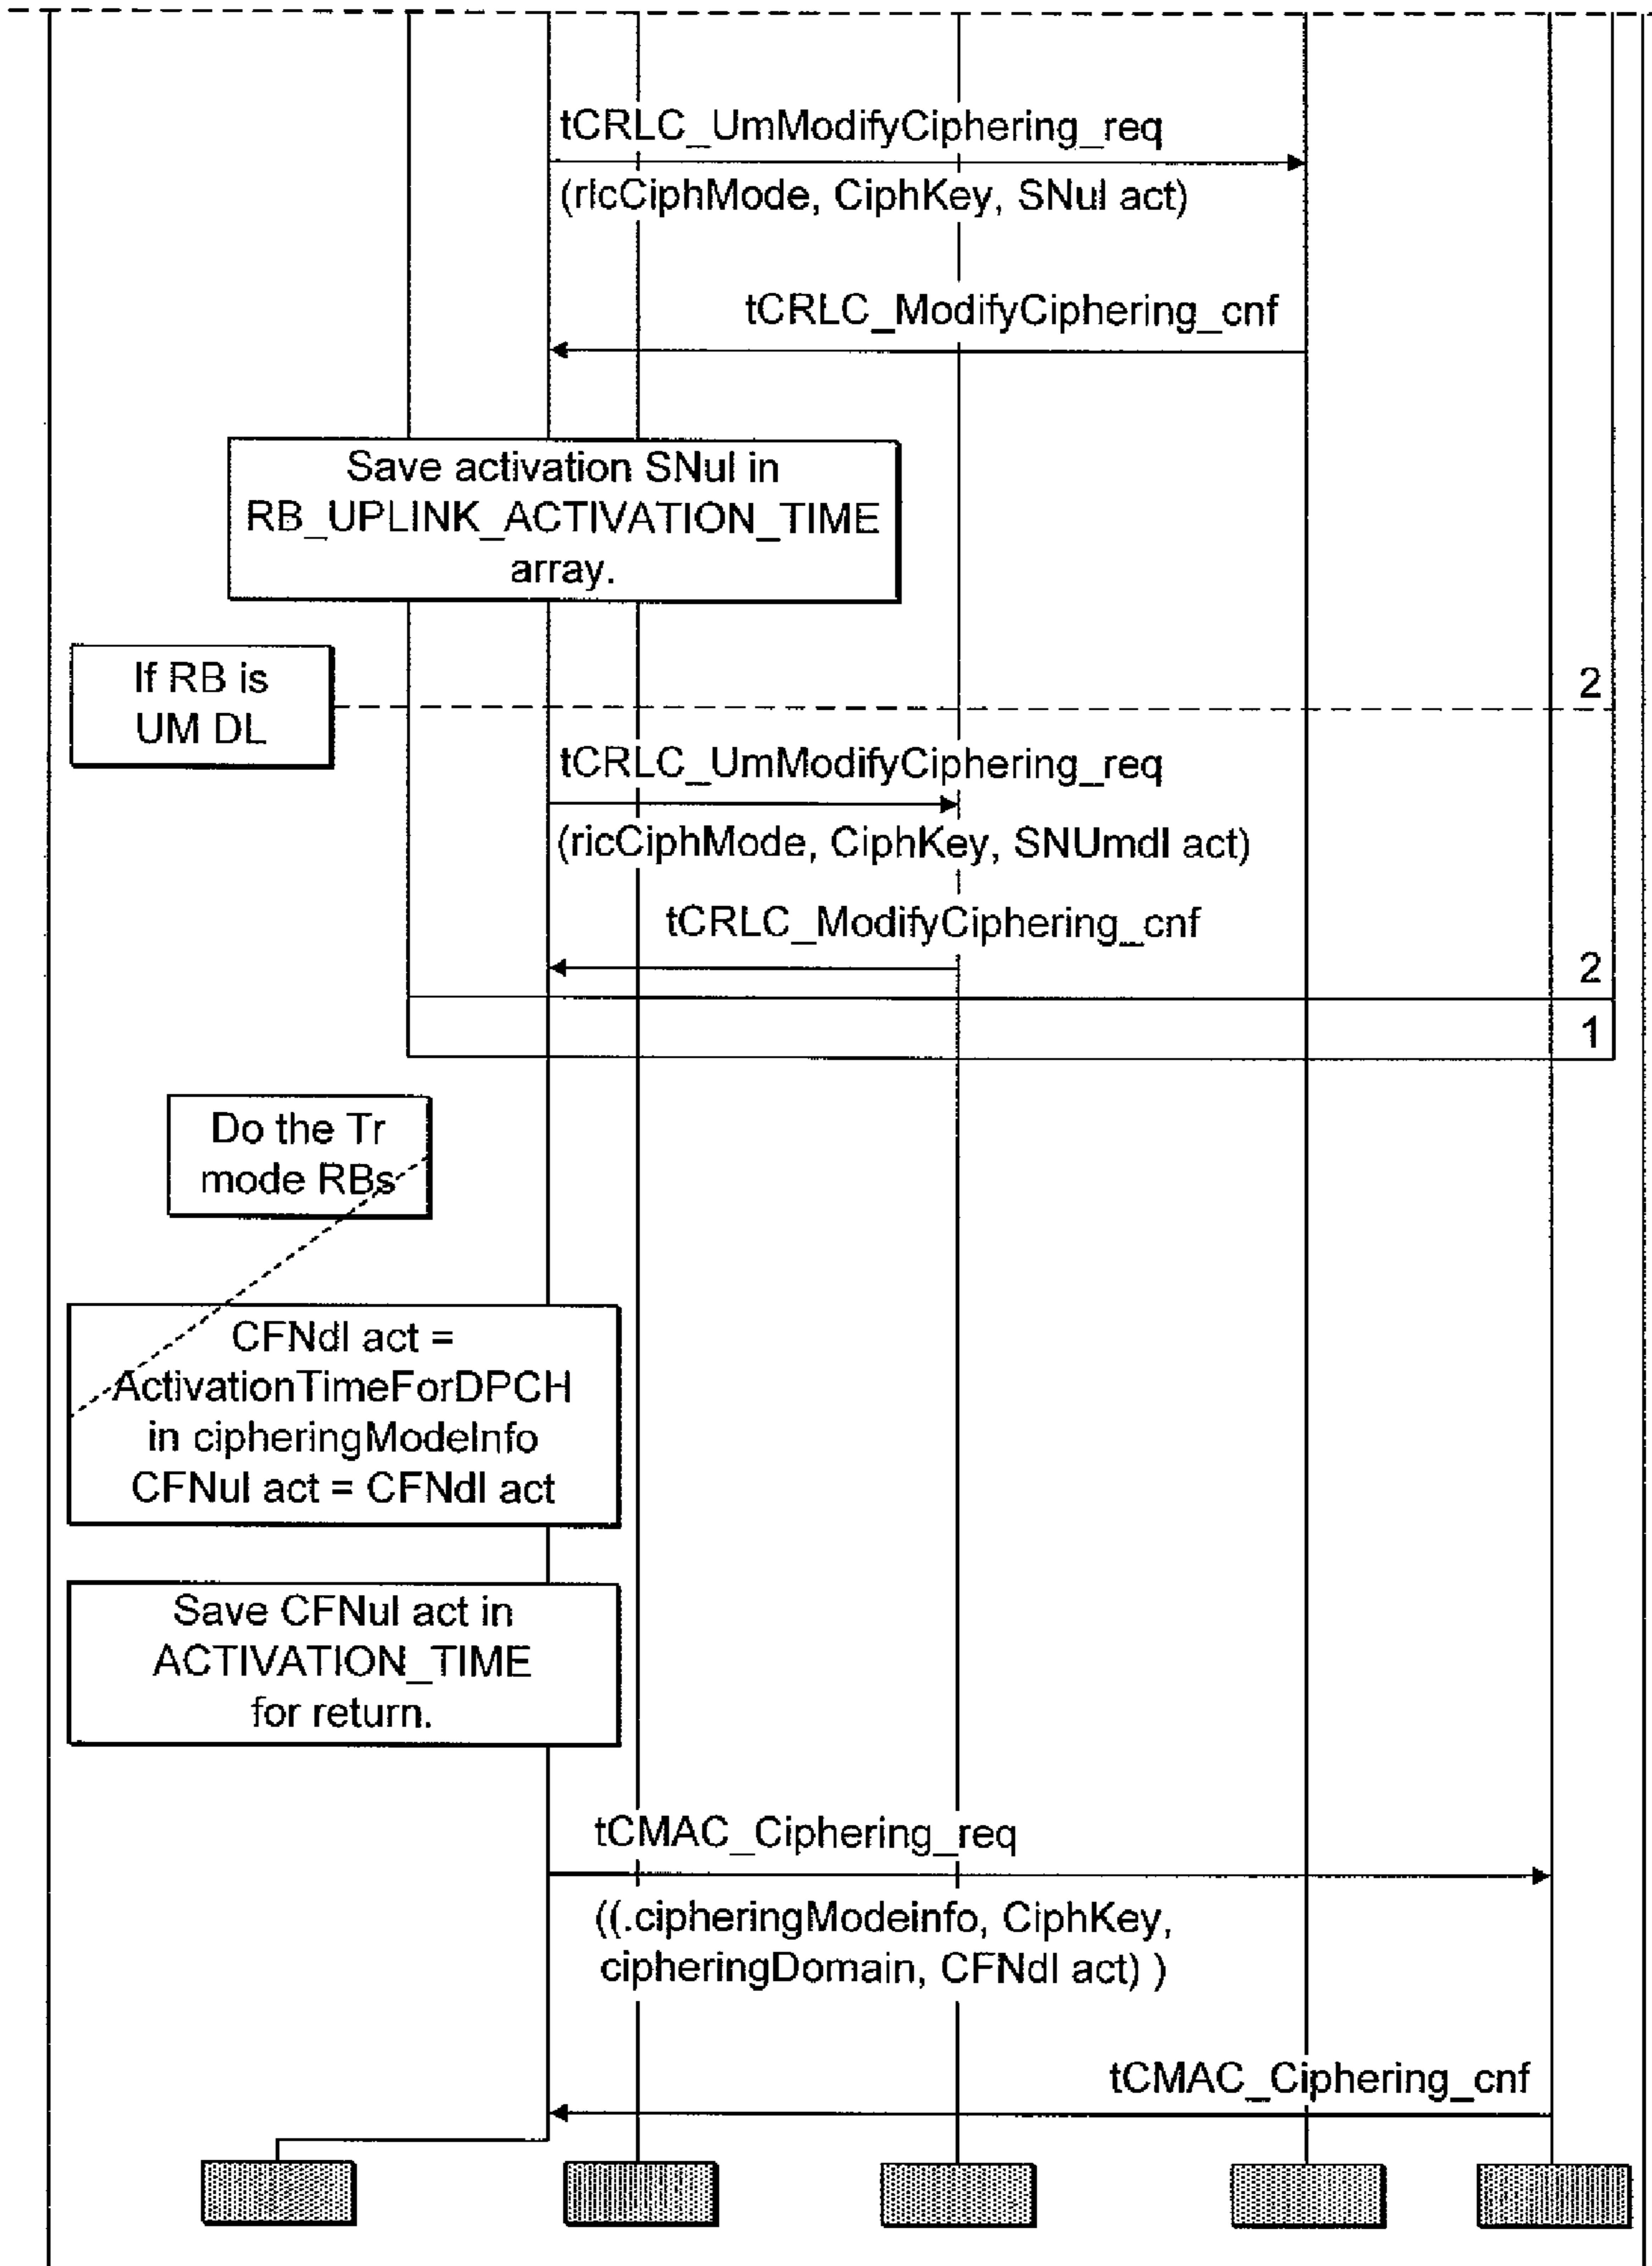 tCRLC_UmModifyCiphering_req
(rlcCiphMode, CiphKey, SNul act)
tCRLC_ModifyCiphering_cnf
Save activation SNul in
RB_UPLINK_ACTIVATION_TIME
array.
If RB is
UM DL
2
tCRLC_UmModifyCiphering_req
(ricCiphMode, CiphKey, SNUmdl act)
tCRLC_ModifyCiphering_cnf
2
1
Do the Tr
mode RBs
CFNdl act =
ActivationTimeForDPCH
in cipheringModeInfo
CFNul act = CFNdl act
Save CFNul act in
ACTIVATION_TIME
for return.
tCMAC_Ciphering_req
((.cipheringModeinfo, CiphKey,
cipheringDomain, CFNdl act) )
tCMAC_Ciphering_cnf